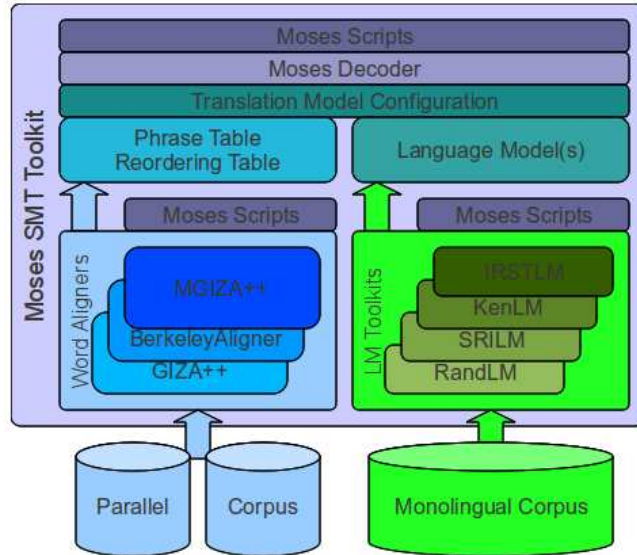 Moses SMT Toolkit
Moses Scripts
Moses Decoder
Translation Model Configuration
Phrase Table
Reordering Table
Language Model(s)
Moses Scripts
Moses Scripts
Word Aligners
MGIZA++
BerkeleyAligner
GIZA++
LM Toolkits
IRSTLM
KenLM
SRILM
RandLM
Parallel
Corpus
Monolingual Corpus